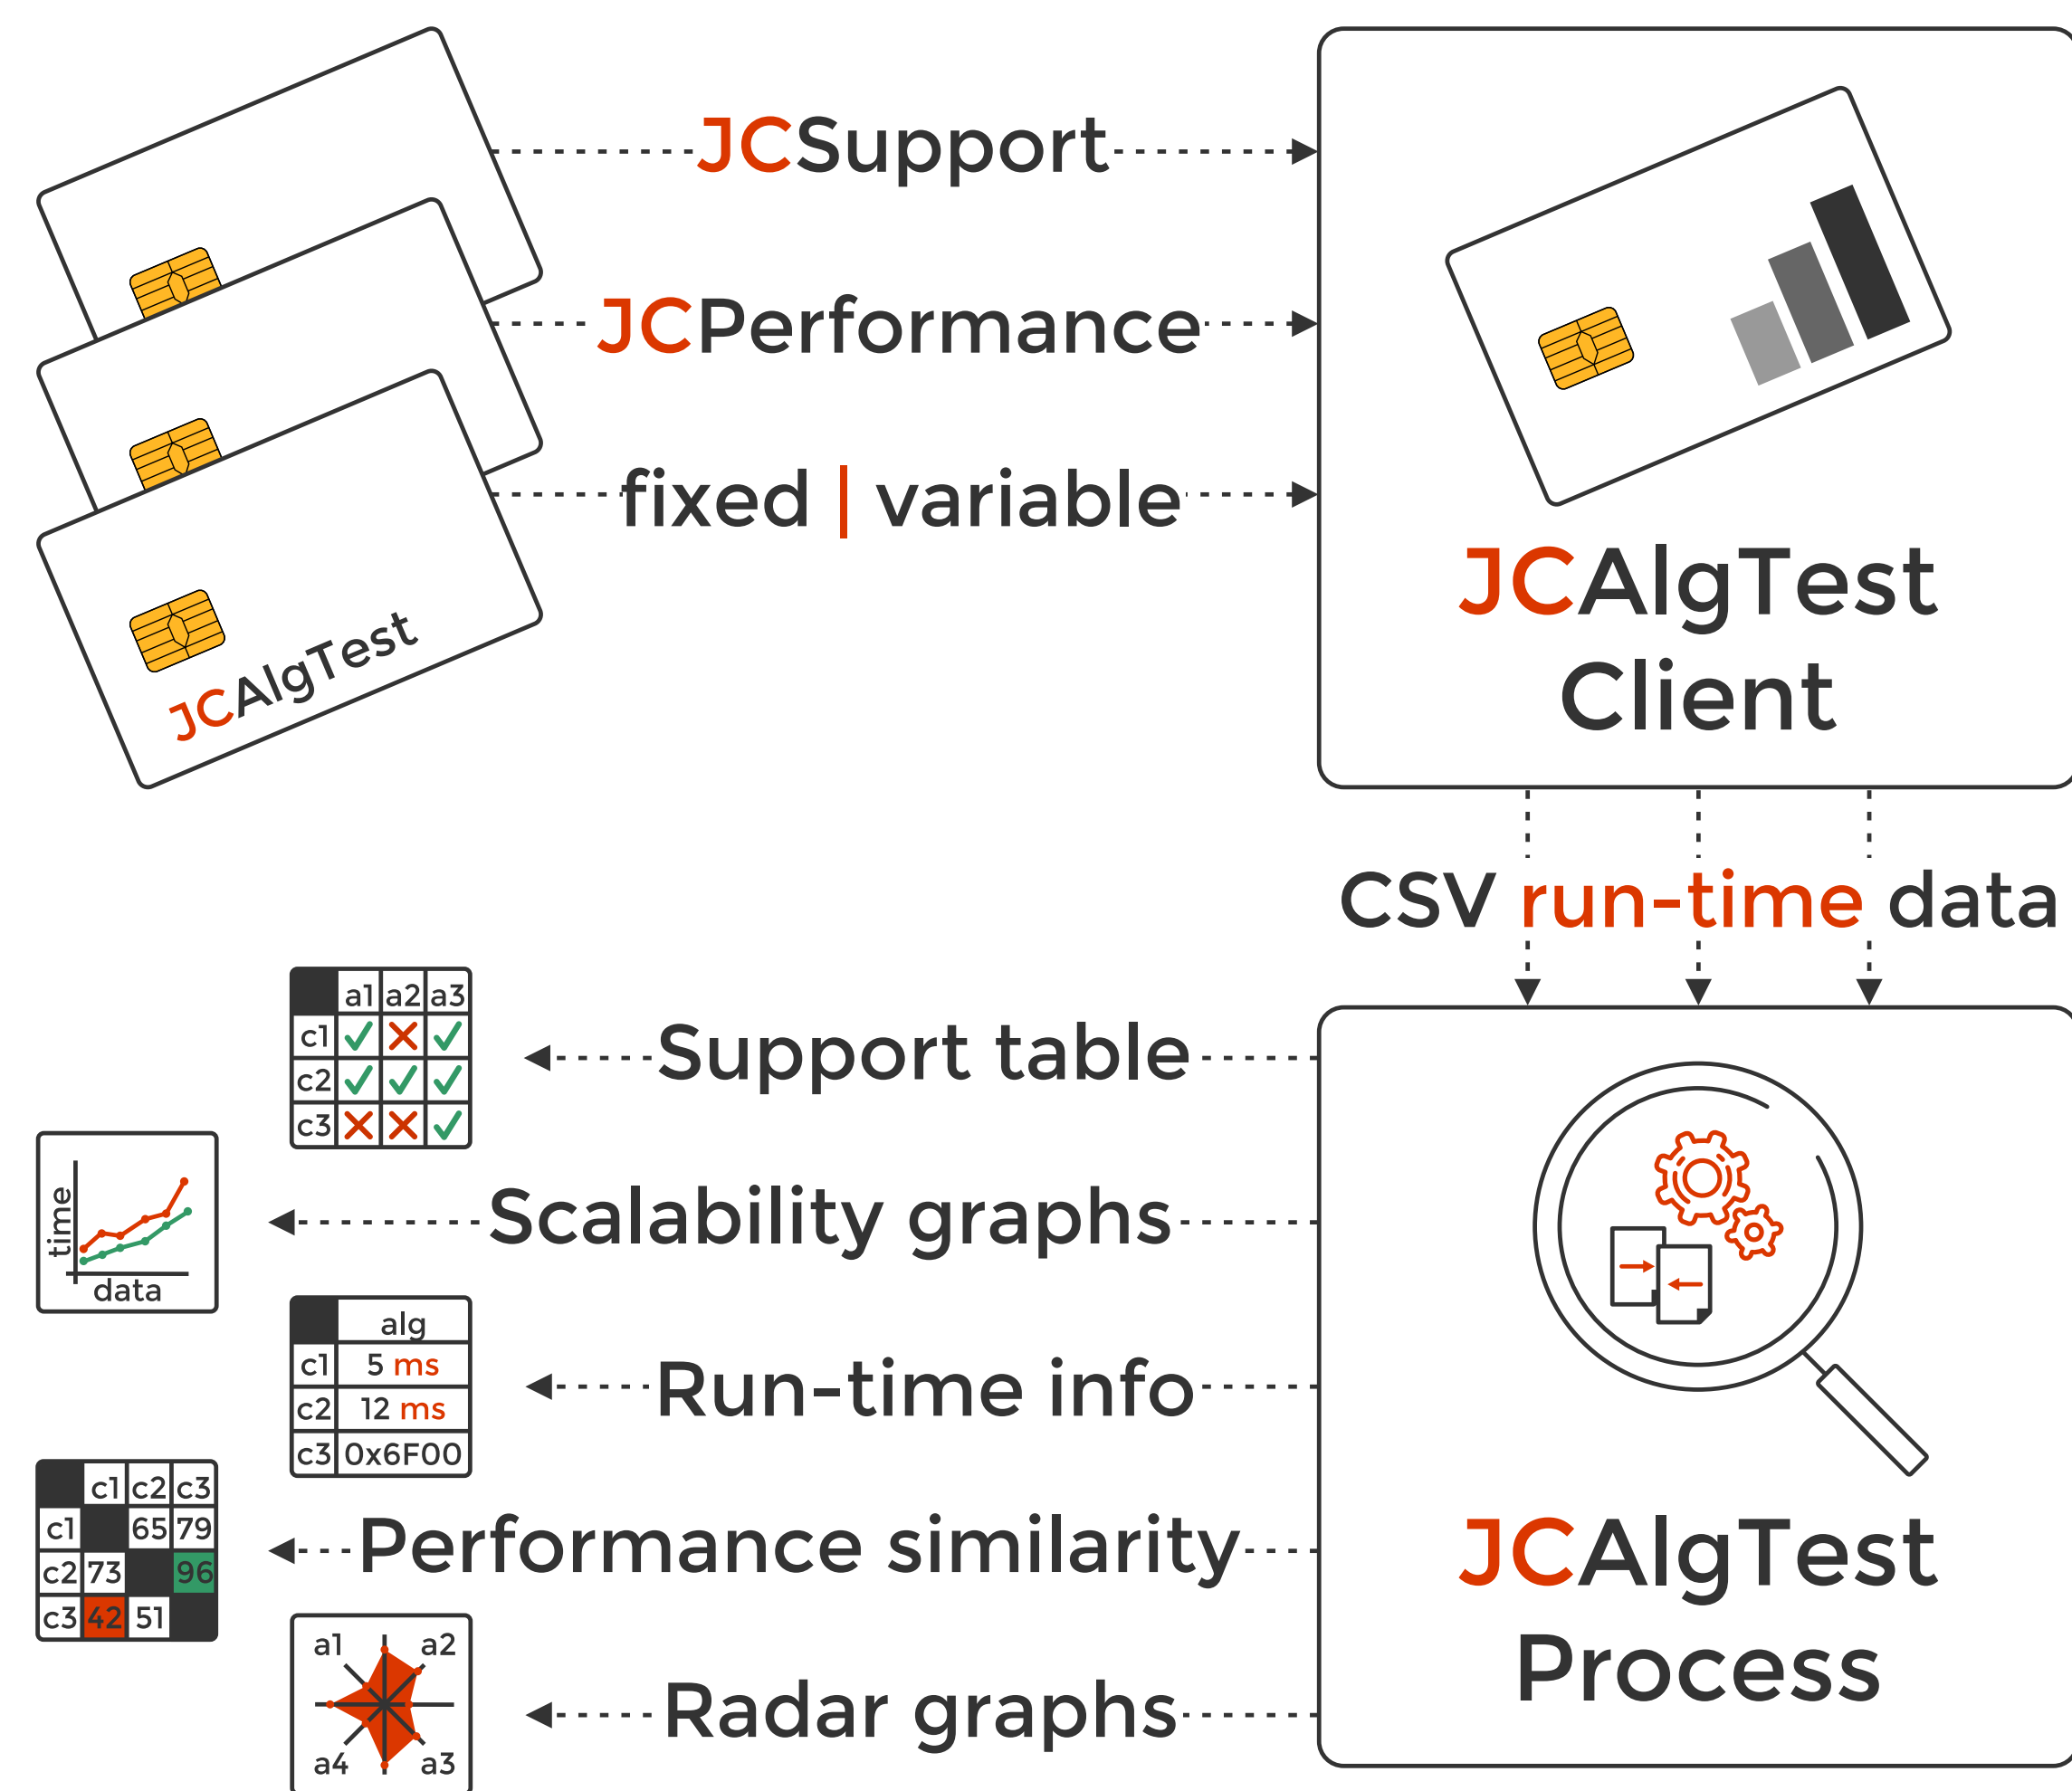 JCSupport
JCPerformance
fixed | variable
JCAlgTest
JCAlgTest
Client
CSV run-time data
a1 a2 a3
c1
c2
c3
Support table
time
data
Scalability graphs
alg
c1 5 ms
c2 12 ms
c3 0x6F00
Run-time info
c1 c2 c3
c1 65 79
c2 73 96
c3 42 51
Performance similarity
a1 a2
a4 a3
Radar graphs
JCAlgTest
Process